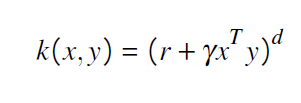 k(x, y) = (r + γx^T y)^d